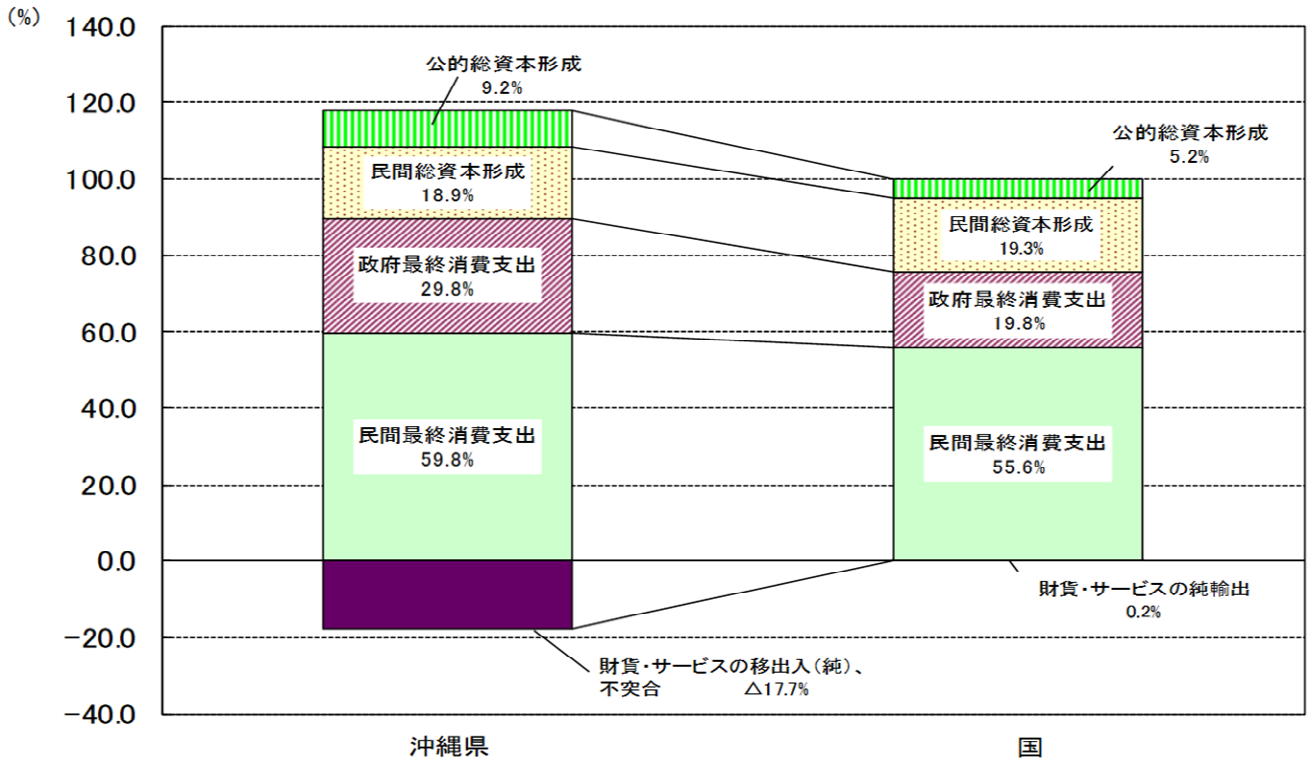 (%)
140.0
120.0
100.0
80.0
60.0
40.0
20.0
0.0
−20.0
−40.0
公的総資本形成
9.2%
民間総資本形成
18.9%
政府最終消費支出
29.8%
民間最終消費支出
59.8%
財貨・サービスの移出入(純)、
不突合 △17.7%
公的総資本形成
5.2%
民間総資本形成
19.3%
政府最終消費支出
19.8%
民間最終消費支出
55.6%
財貨・サービスの純輸出
0.2%
沖縄県
国